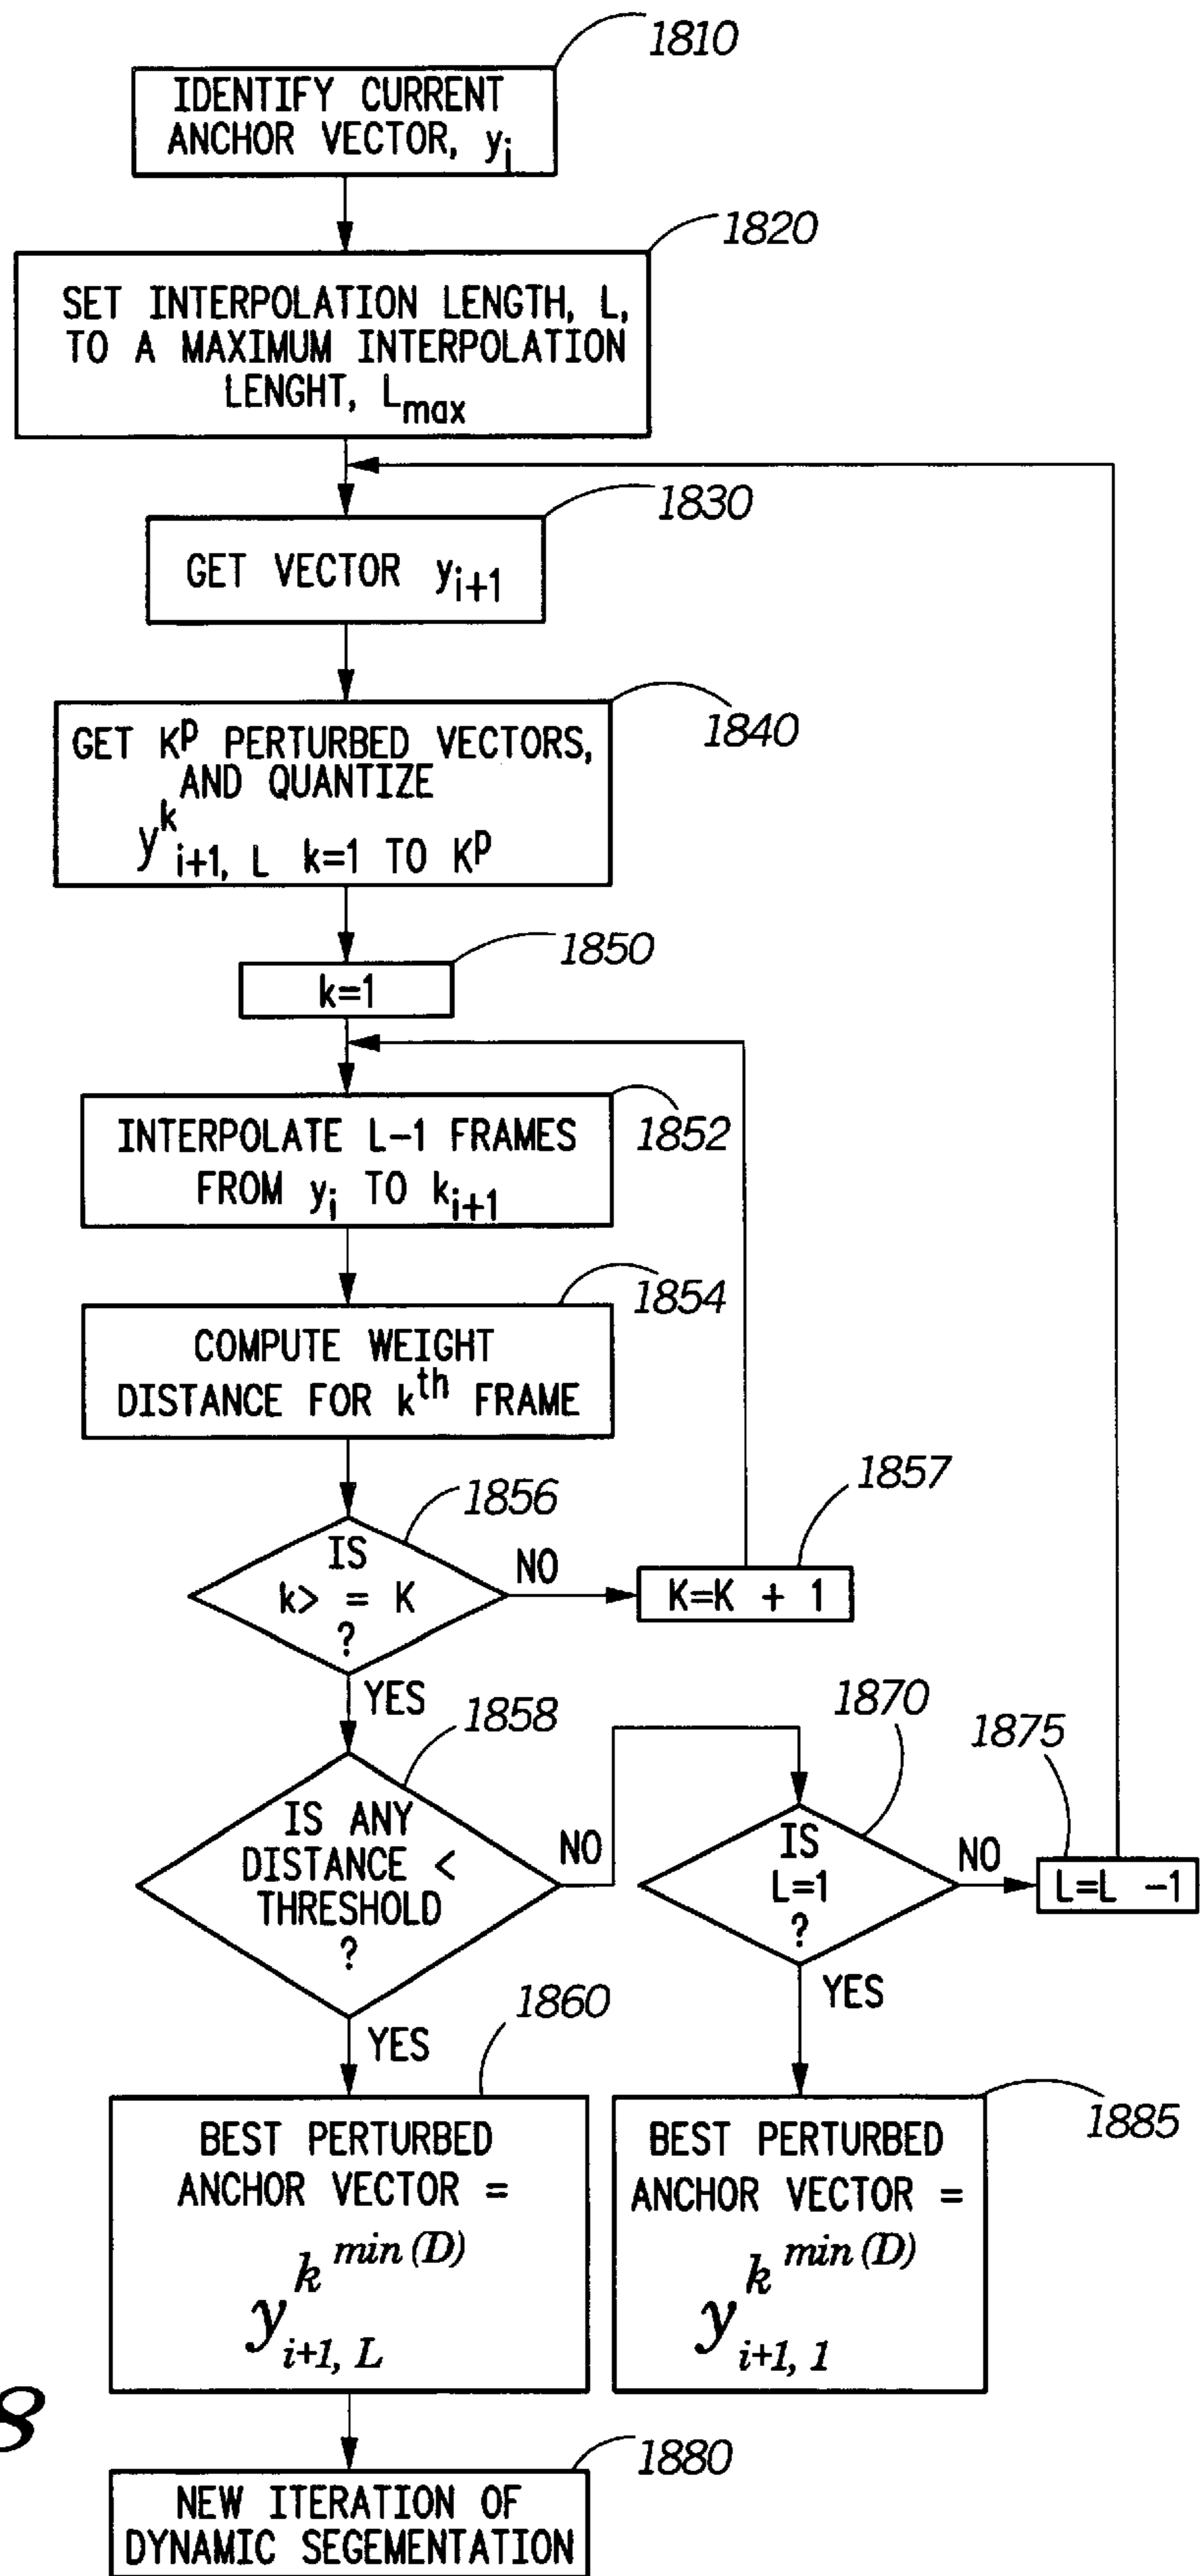 1810
IDENTIFY CURRENT
ANCHOR VECTOR, yi
1820
SET INTERPOLATION LENGTH, L,
TO A MAXIMUM INTERPOLATION
LENGHT, Lmax
1830
GET VECTOR yi+1
1840
GET Kp PERTURBED VECTORS,
AND QUANTIZE
yk i+1, L k=1 TO Kp
1850
k=1
1852
INTERPOLATE L-1 FRAMES
FROM yi TO ki+1
1854
COMPUTE WEIGHT
DISTANCE FOR kth FRAME
1856
IS
k> = K
?
NO
1857
K=K + 1
YES
1858
IS ANY
DISTANCE <
THRESHOLD
?
NO
1870
IS
L=1
?
NO
1875
L=L -1
YES
YES
1860
BEST PERTURBED
ANCHOR VECTOR =
y k min (D) i+1, L
1885
BEST PERTURBED
ANCHOR VECTOR =
y k min (D) i+1, 1
8
1880
NEW ITERATION OF
DYNAMIC SEGEMENTATION